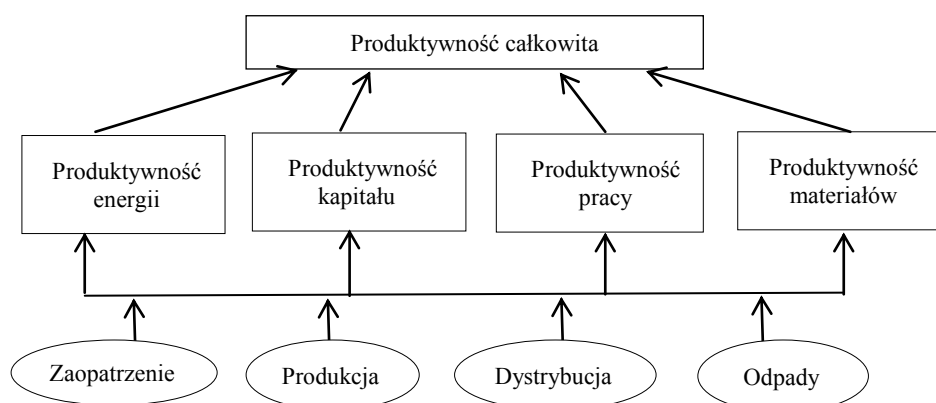 Produktywność całkowita
Produktywność
energii
Produktywność
kapitału
Produktywność
pracy
Produktywność
materiałów
Zaopatrzenie
Produkcja
Dystrybucja
Odpady